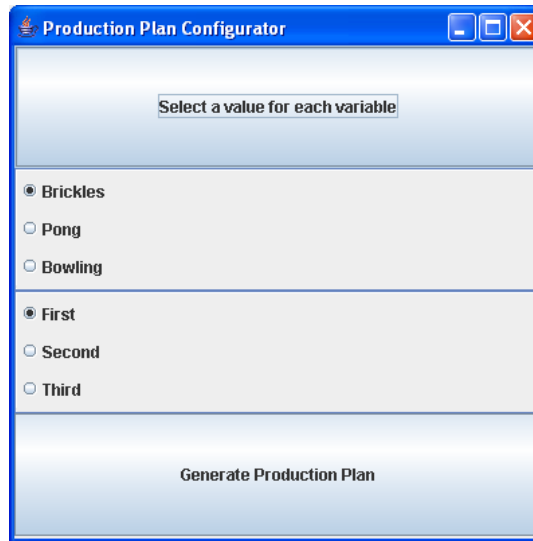 Production Plan Configurator
Select a value for each variable
Brickles
Pong
Bowling
First
Second
Third
Generate Production Plan